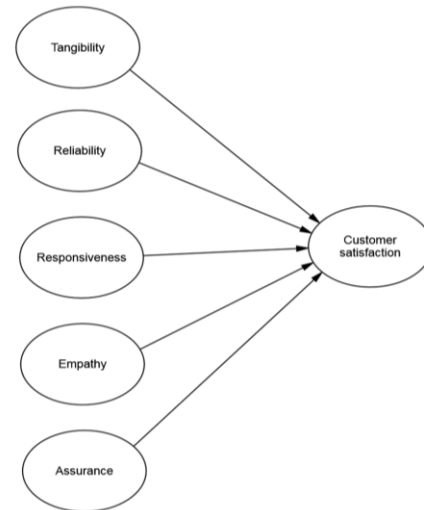 Tangibility
Reliability
Responsiveness
Empathy
Assurance
Customer
satisfaction